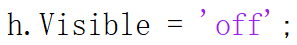 h.Visible = 'off';